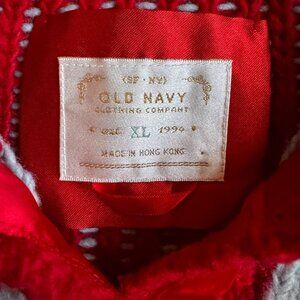 (SF · NY)
OLD NAVY
CLOTHING COMPANY
est. XL 1994
MADE IN HONG KONG